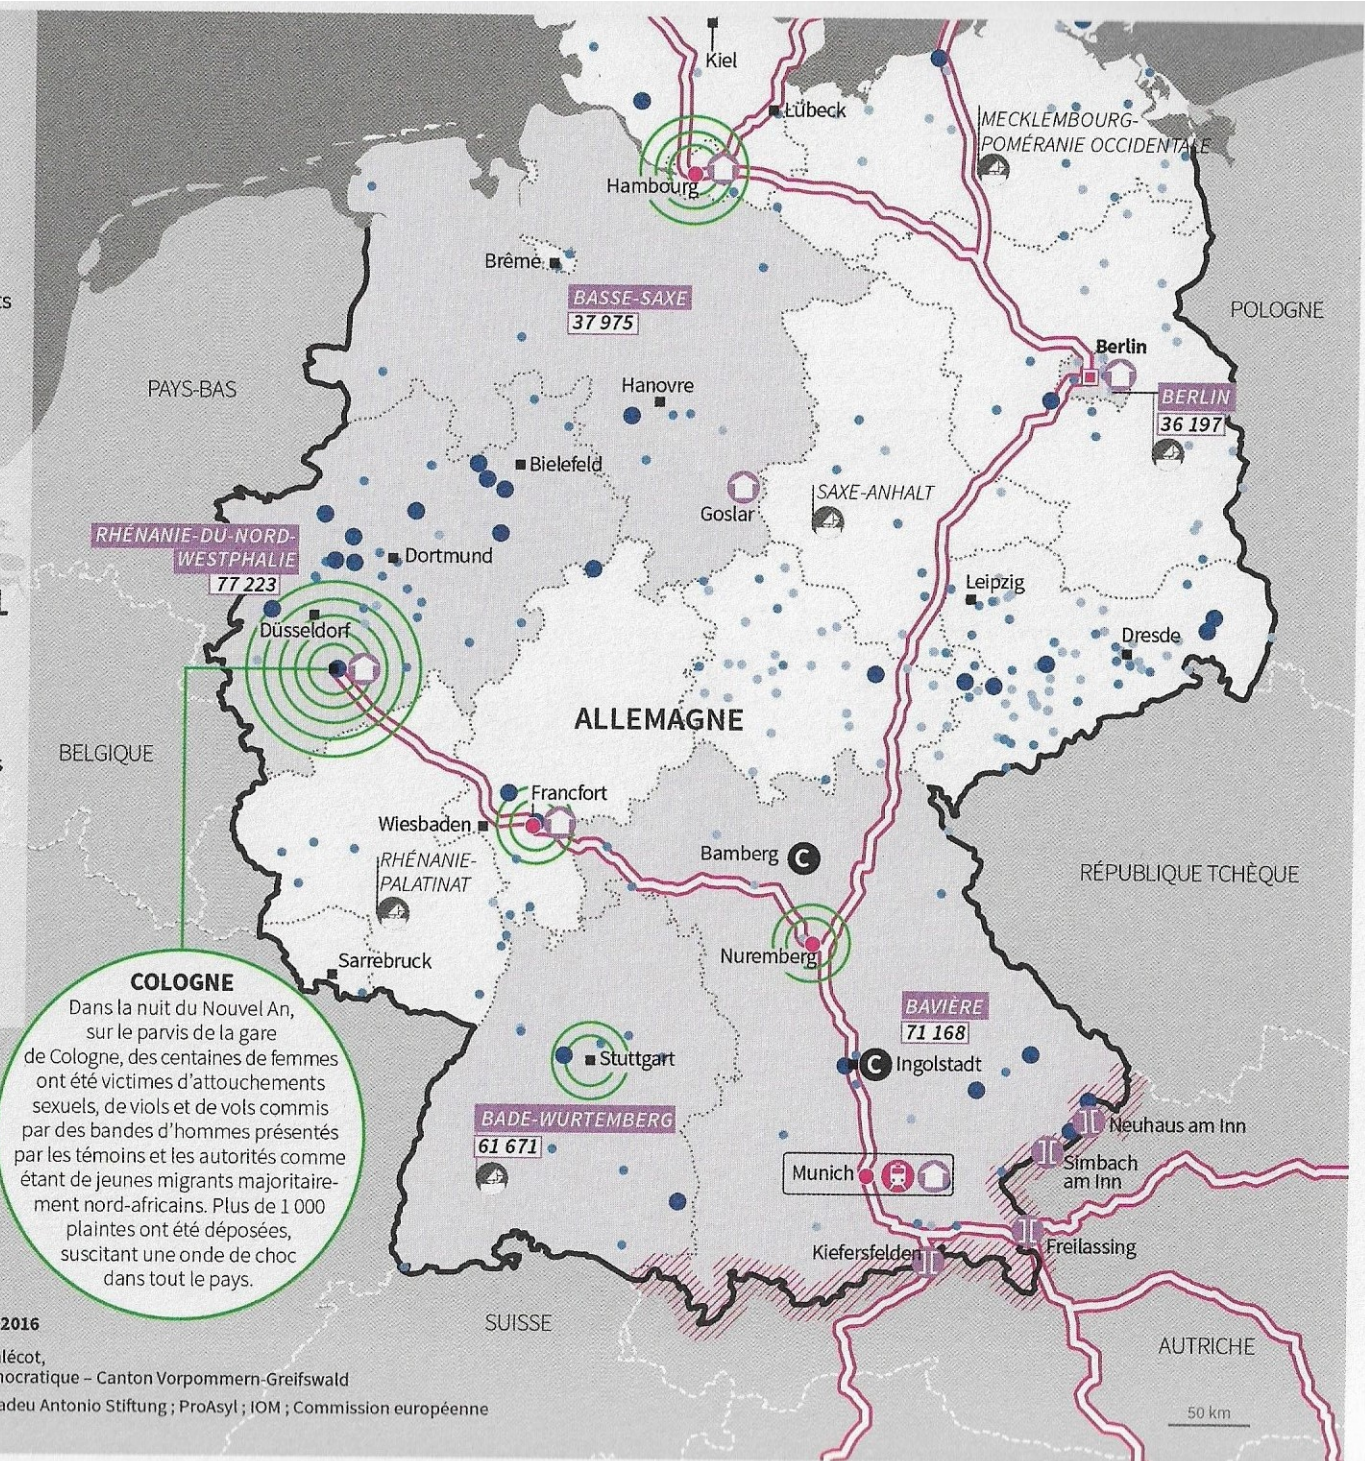 Kiel
Lübeck
MECKLEMBOURG-
POMÉRANIE OCCIDENTALE
Hambourg
Brême
BASSE-SAXE
37 975
POLOGNE
PAYS-BAS
Hanovre
Berlin
BERLIN
36 197
Bielefeld
Goslar
SAXE-ANHALT
RHÉNANIE-DU-NORD-
WESTPHALIE
77 223
Dortmund
Leipzig
Düsseldorf
Dresde
ALLEMAGNE
BELGIQUE
Francfort
Wiesbaden
Bamberg
C
RHÉNANIE-
PALATINAT
RÉPUBLIQUE TCHÈQUE
Sarrebruck
Nuremberg
COLOGNE
Dans la nuit du Nouvel An,
sur le parvis de la gare
de Cologne, des centaines de femmes
ont été victimes d'attouchements
sexuels, de viols et de vols commis
par des bandes d'hommes présentés
par les témoins et les autorités comme
étant de jeunes migrants majoritaire-
ment nord-africains. Plus de 1 000
plaintes ont été déposées,
suscitant une onde de choc
dans tout le pays.
BAVIÈRE
71 168
Stuttgart
C
Ingolstadt
BADE-WURTEMBERG
61 671
Neuhaus am Inn
Simbach
am Inn
Munich
Kiefersfelden
Freilassing
SUISSE
AUTRICHE
2016
lécot,
ocratique – Canton Vorpommern-Greifswald
adeu Antonio Stiftung ; ProAsyl ; IOM ; Commission européenne
50 km